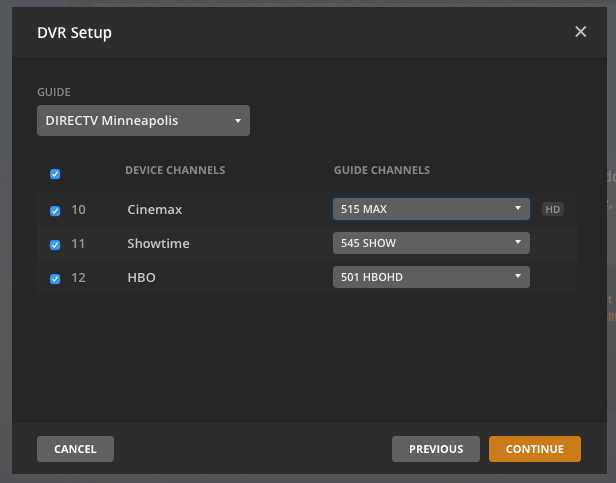 DVR Setup
GUIDE
DIRECTV Minneapolis
DEVICE CHANNELS GUIDE CHANNELS
10 Cinemax 515 MAX HD
11 Showtime 545 SHOW
12 HBO 501 HBOHD
CANCEL PREVIOUS CONTINUE